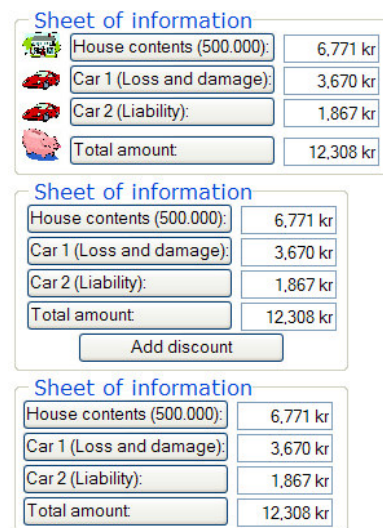 Sheet of information
House contents (500.000): 6,771 kr
Car 1 (Loss and damage): 3,670 kr
Car 2 (Liability): 1,867 kr
Total amount: 12,308 kr
Sheet of information
House contents (500.000): 6,771 kr
Car 1 (Loss and damage): 3,670 kr
Car 2 (Liability): 1,867 kr
Total amount: 12,308 kr
Add discount
Sheet of information
House contents (500.000): 6,771 kr
Car 1 (Loss and damage): 3,670 kr
Car 2 (Liability): 1,867 kr
Total amount: 12,308 kr